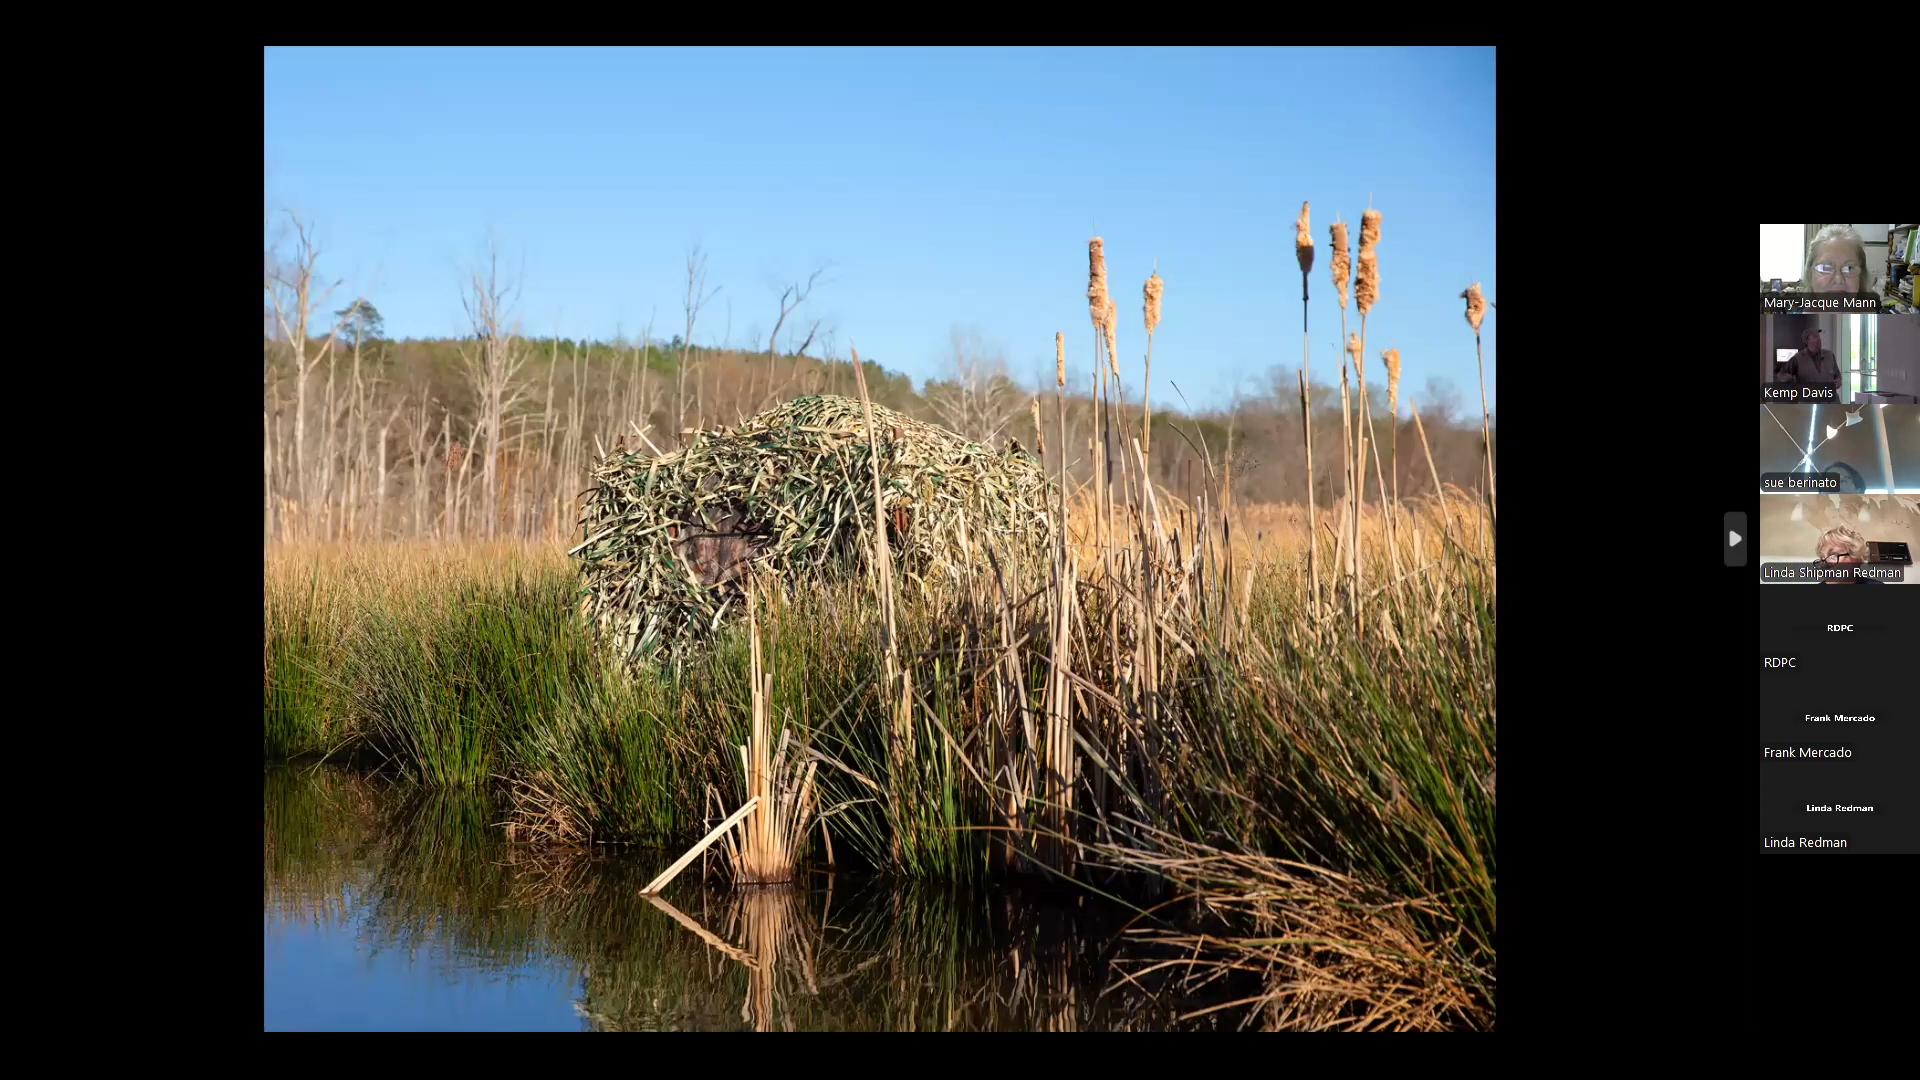 Mary-Jacque Mann
Kemp Davis
sue berinato
Linda Shipman Redman
RDPC
RDPC
Frank Mercado
Frank Mercado
Linda Redman
Linda Redman